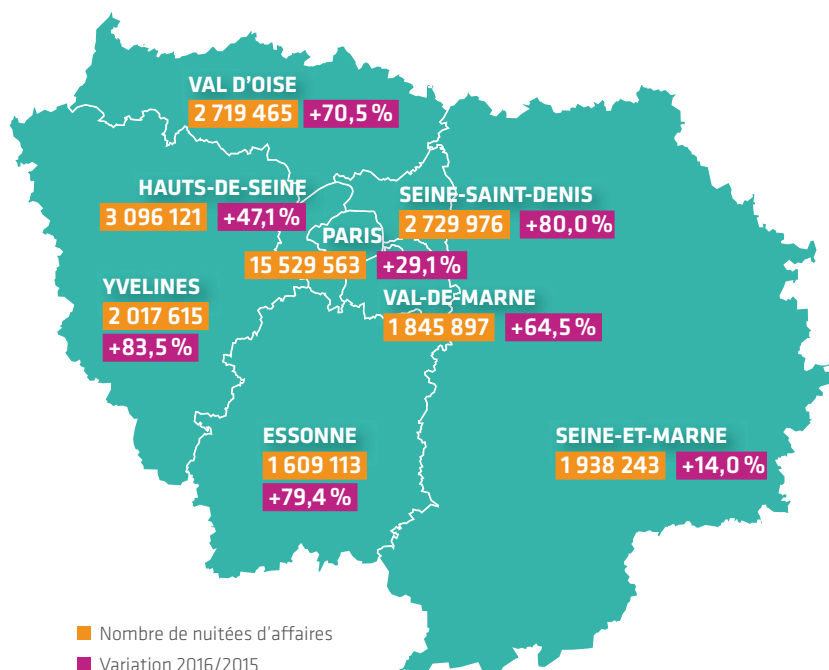 VAL D'OISE
2 719 465 +70,5 %
HAUTS-DE-SEINE
3 096 121 +47,1 %
SEINE-SAINT-DENIS
2 729 976 +80,0 %
PARIS
15 529 563 +29,1 %
YVELINES
2 017 615
+83,5 %
VAL-DE-MARNE
1 845 897 +64,5 %
ESSONNE
1 609 113
+79,4 %
SEINE-ET-MARNE
1 938 243 +14,0 %
Nombre de nuitées d'affaires
Variation 2016/2015